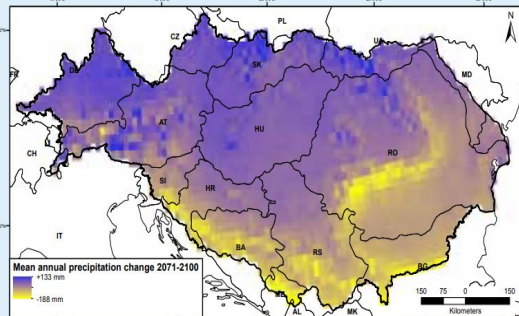 PL
N
CZ
UA
DE
SK
MD
FR
AT
HU
CH
RO
SI
HR
IT
BA
RS
BG
Mean annual precipitation change 2071-2100
+133 mm
-188 mm
ME
AL
MK
150 75 0 150
Kilometers